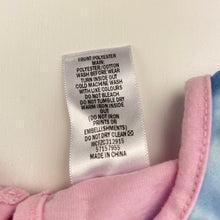 FRONT:POLYESTER
MAIN:
POLYESTER/COTTON
WASH BEFORE WEAR
TURN INSIDE OUT
COLD MACHINE WASH
WITH LIKE COLOURS
DO NOT BLEACH
DO NOT TUMBLE DRY
WARM IRON INSIDE
OUT
(DO NOT IRON
PRINTS OR
EMBELLISHMENTS)
DO NOT DRY CLEAN
57157955
MADE IN
CHINA